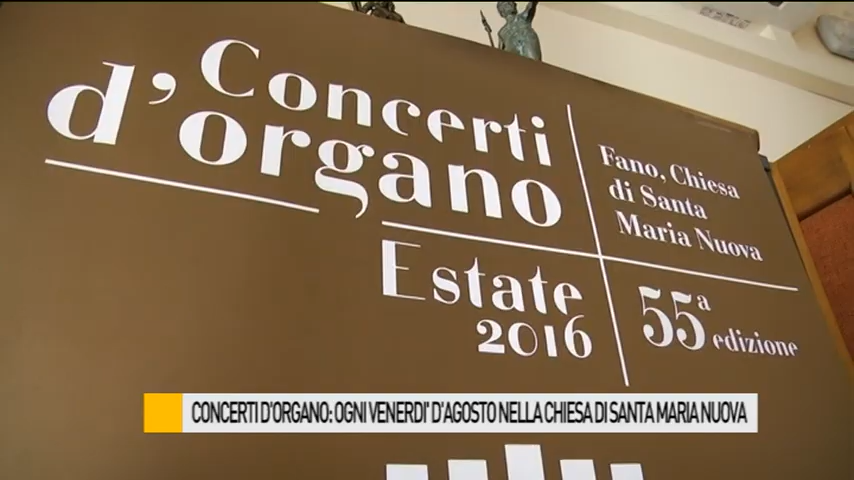 Concerti
d'organo
Estate
2016
Fano, Chiesa
di Santa
Maria Nuova
55a
edizione
CONCERTI D'ORGANO: OGNI VENERDI' D'AGOSTO NELLA CHIESA DI SANTA MARIA NUOVA